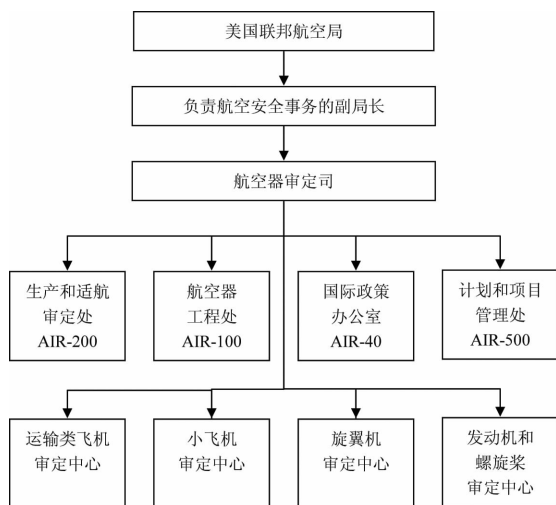 美国联邦航空局
负责航空安全事务的副局长
航空器审定司
生产和适航
审定处
AIR-200
航空器
工程处
AIR-100
国际政策
办公室
AIR-40
计划和项目
管理处
AIR-500
运输类飞机
审定中心
小飞机
审定中心
旋翼机
审定中心
发动机和
螺旋桨
审定中心